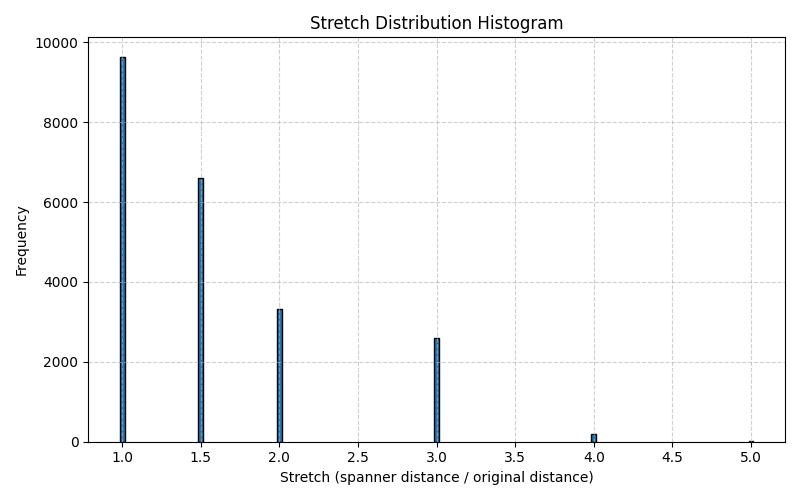 Stretch Distribution Histogram
10000
8000
6000
4000
2000
0
Frequency
1.0 1.5 2.0 2.5 3.0 3.5 4.0 4.5 5.0
Stretch (spanner distance / original distance)